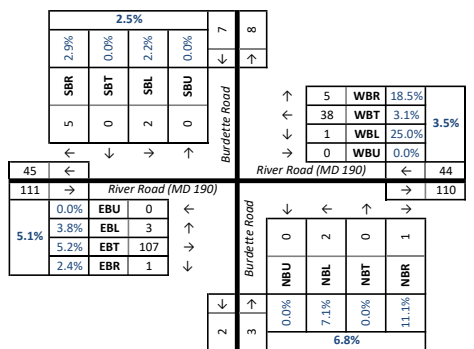 2.5%
2.9% 0.0% 2.2% 0.0%
SBR SBT SBL SBU
5 0 2 0
← ↓ → ↑
7 8
↓ ↑
Burdette Road
↑ 5 WBR 18.5%
← 38 WBT 3.1%
↓ 1 WBL 25.0%
→ 0 WBU 0.0%
3.5%
River Road (MD 190) ← 44
45 ←
111 → River Road (MD 190)
→ 110
0.0% EBU 0 ←
3.8% EBL 3 ↑
5.2% EBT 107 →
2.4% EBR 1 ↓
5.1%
Burdette Road
↓ ← ↑ →
0 2 0 1
NBU NBL NBT NBR
0.0% 7.1% 0.0% 11.1%
6.8%
↓ ↑
2 3